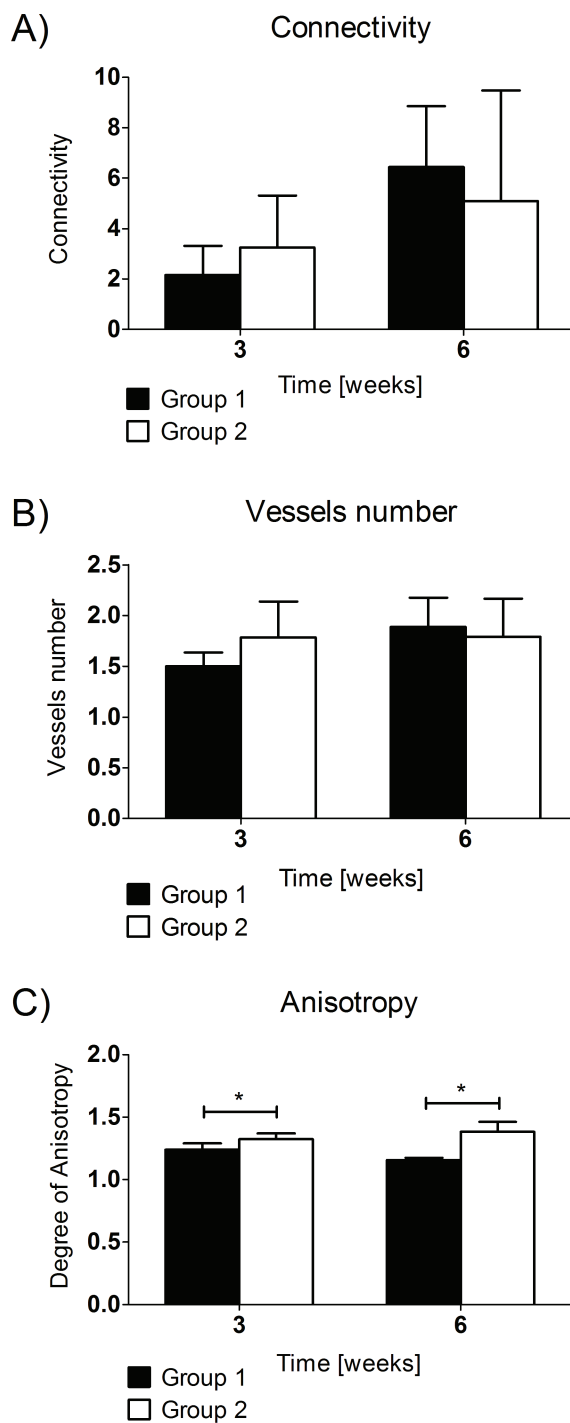 A) Connectivity
10
8
6
4
2
0
Connectivity
3 6
Time [weeks]
Group 1
Group 2
B) Vessels number
2.5
2.0
1.5
1.0
0.5
0.0
Vessels number
3 6
Time [weeks]
Group 1
Group 2
C) Anisotropy
2.0
1.5
1.0
0.5
0.0
Degree of Anisotropy
* *
3 6
Time [weeks]
Group 1
Group 2